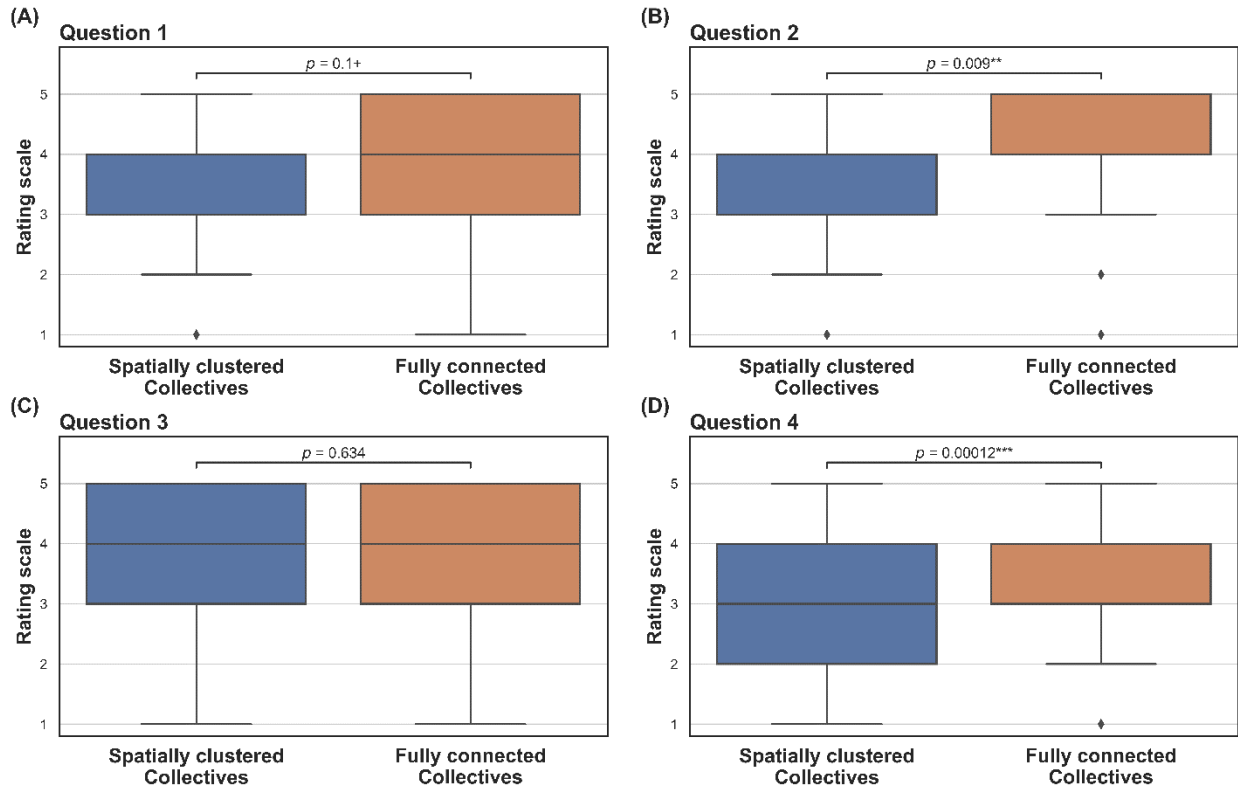 (A)
Question 1
p = 0.1+
Rating scale
5
4
3
2
1
Spatially clustered
Collectives
Fully connected
Collectives
(B)
Question 2
p = 0.009**
Rating scale
5
4
3
2
1
Spatially clustered
Collectives
Fully connected
Collectives
(C)
Question 3
p = 0.634
Rating scale
5
4
3
2
1
Spatially clustered
Collectives
Fully connected
Collectives
(D)
Question 4
p = 0.00012***
Rating scale
5
4
3
2
1
Spatially clustered
Collectives
Fully connected
Collectives